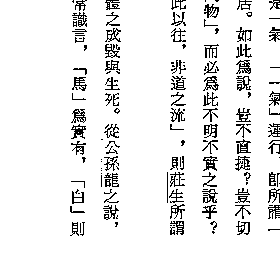 是一氣，「一氣」運行，即所謂一
居。如此爲說，豈不直捷？豈不切
物」，而必爲此不明不實之說乎？
此以往，非道之流」，則莊生所謂
體之成毀與生死。從公孫龍之說，
常識言，「馬」爲實有，「白」則